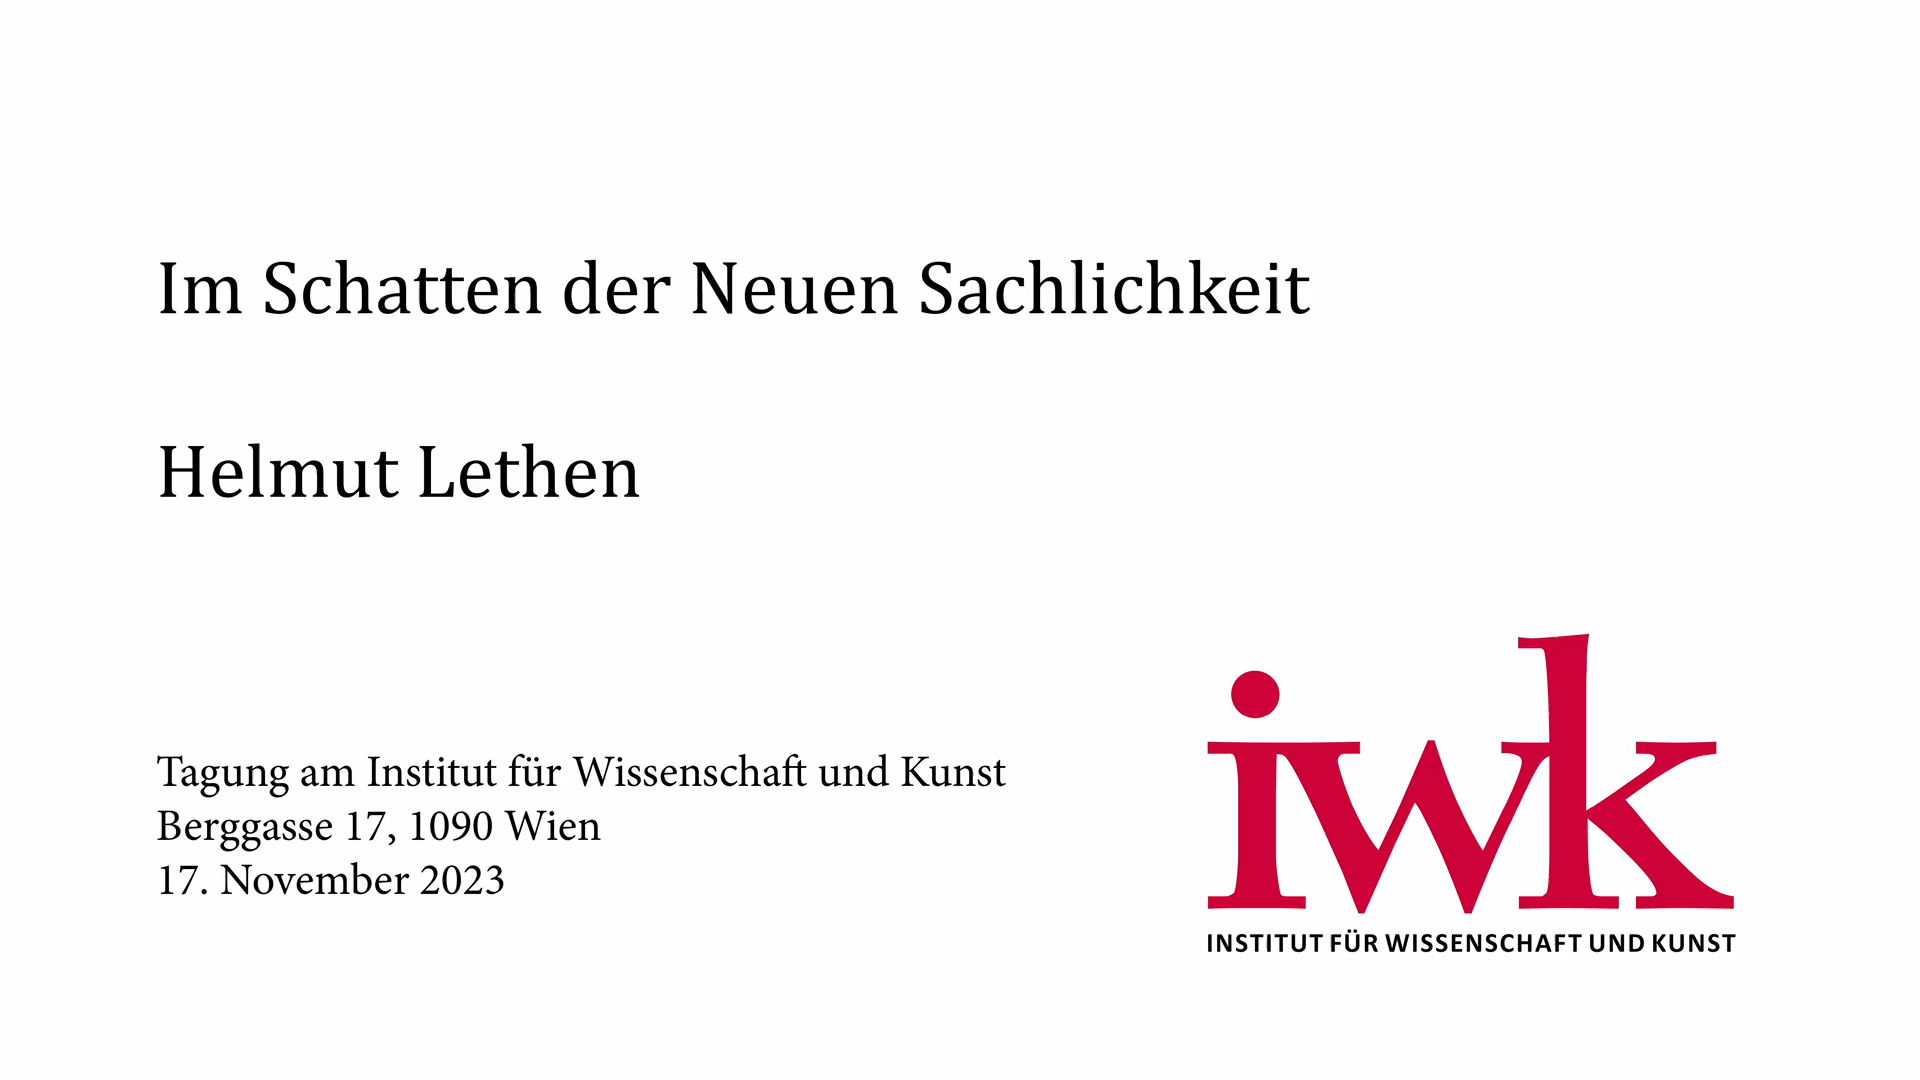 Im Schatten der Neuen Sachlichkeit
Helmut Lethen
Tagung am Institut für Wissenschaft und Kunst
Berggasse 17, 1090 Wien
17. November 2023
iwk
INSTITUT FÜR WISSENSCHAFT UND KUNST